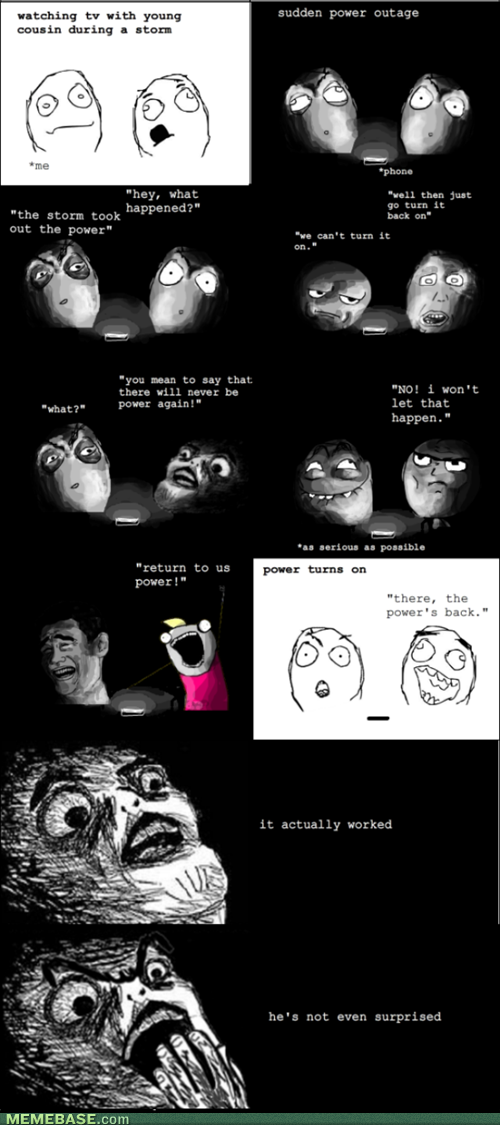 watching tv with young
cousin during a storm
*me
sudden power outage
*phone
"hey, what
happened?"
"the storm took
out the power"
"well then just
go turn it
back on"
"we can't turn it
on."
"you mean to say that
there will never be
power again!"
"what?"
"NO! i won't
let that
happen."
*as serious as possible
"return to us
power!"
power turns on
"there, the
power's back."
it actually worked
he's not even surprised
MEMEBASE.com